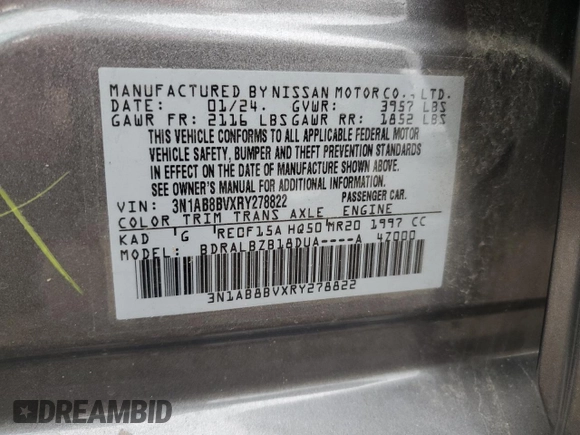 MANUFACTURED BY NISSAN MOTOR CO., LTD.
DATE: 01/24. GVWR: 3957 LBS
GAWR FR: 2116 LBS GAWR RR: 1852 LBS
THIS VEHICLE CONFORMS TO ALL APPLICABLE FEDERAL MOTOR
VEHICLE SAFETY, BUMPER AND THEFT PREVENTION STANDARDS
IN EFFECT ON THE DATE OF MANUFACTURE SHOWN ABOVE.
SEE OWNER'S MANUAL FOR ADDITIONAL INFORMATION.
VIN: 3N1AB8BVXRY278822 PASSENGER CAR.
COLOR TRIM TRANS AXLE ENGINE
KAD G RE0F15A HQ50 MR20 1997 CC
MODEL: BDRALBZB18DUA----A 47000
3N1AB8BVXRY278822
DREAMBID